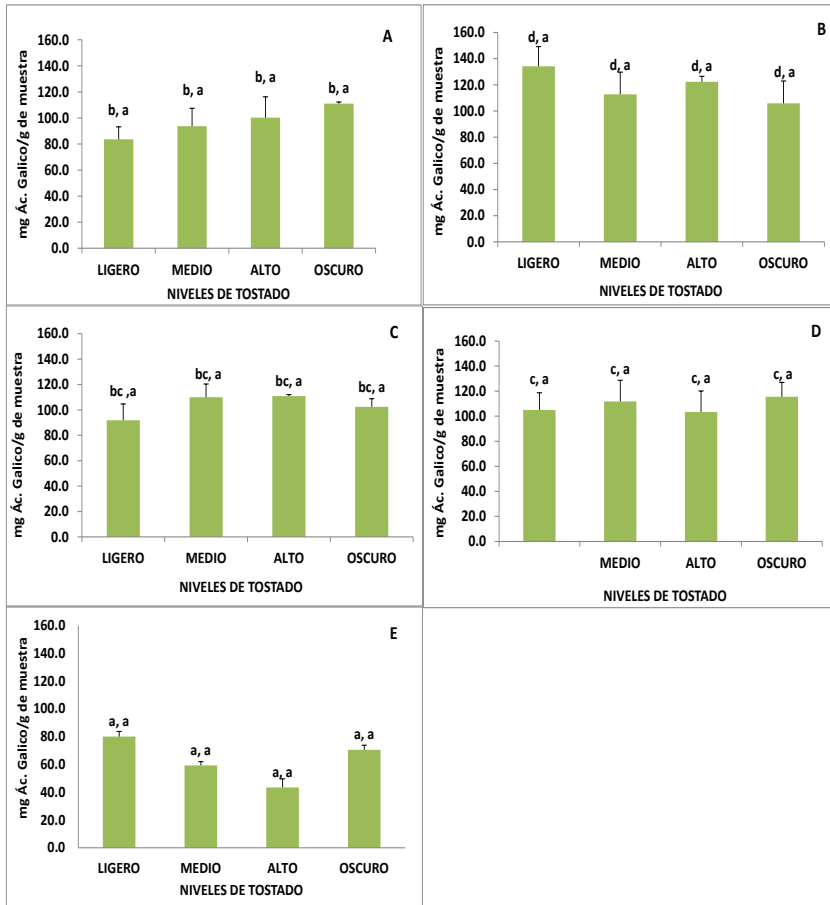 A
mg Ác. Galico/g de muestra
160.0
140.0
120.0
100.0
80.0
60.0
40.0
20.0
0.0
b, a
b, a
b, a
b, a
LIGERO MEDIO ALTO OSCURO
NIVELES DE TOSTADO
B
mg Ác. Galico/g de muestra
160.0
140.0
120.0
100.0
80.0
60.0
40.0
20.0
0.0
d, a
d, a
d, a
d, a
LIGERO MEDIO ALTO OSCURO
NIVELES DE TOSTADO
C
mg Ác. Galico/g de muestra
160.0
140.0
120.0
100.0
80.0
60.0
40.0
20.0
0.0
bc ,a
bc, a
bc, a
bc, a
LIGERO MEDIO ALTO OSCURO
NIVELES DE TOSTADO
D
mg Ác. Galico/g de muestra
160.0
140.0
120.0
100.0
80.0
60.0
40.0
20.0
0.0
c, a
c, a
c, a
c, a
MEDIO ALTO OSCURO
NIVELES DE TOSTADO
E
mg Ác. Galico/g de muestra
160.0
140.0
120.0
100.0
80.0
60.0
40.0
20.0
0.0
a, a
a, a
a, a
a, a
LIGERO MEDIO ALTO OSCURO
NIVELES DE TOSTADO